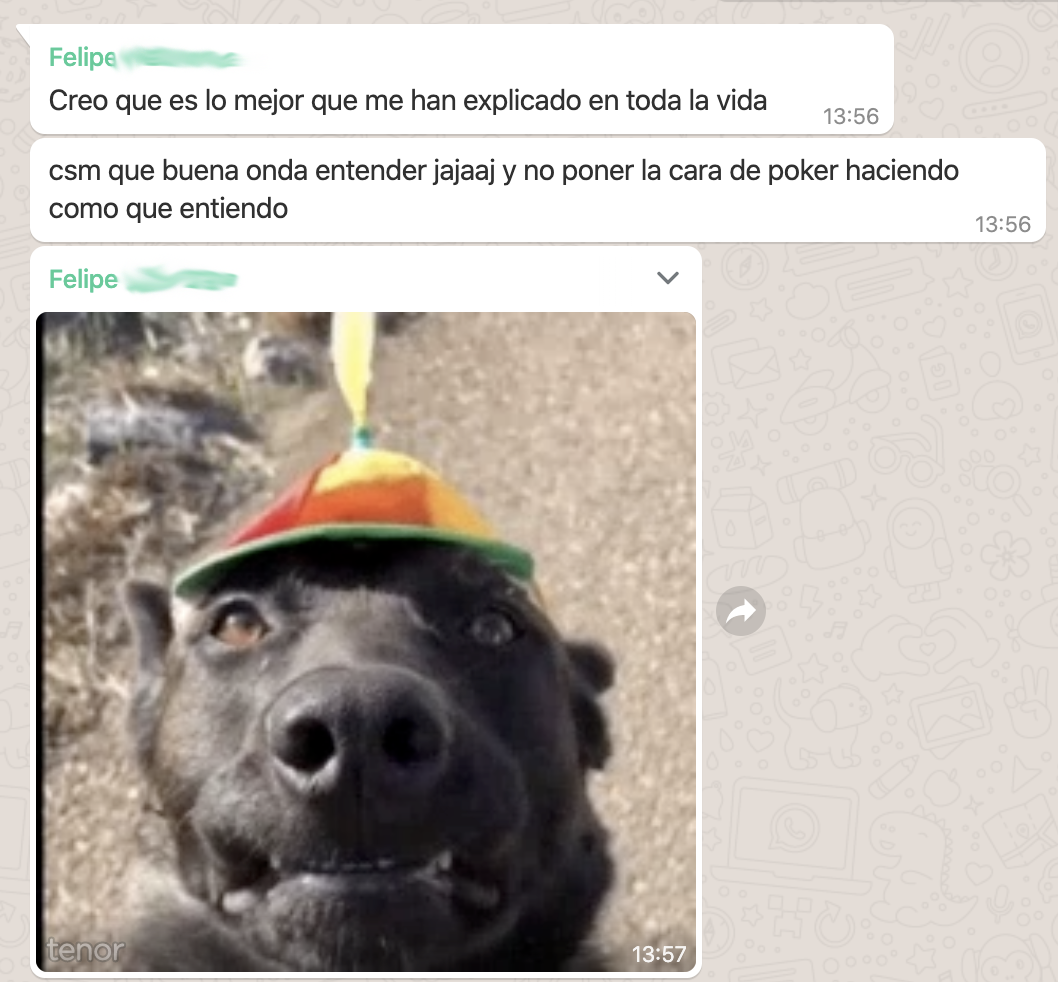 Felipe
Creo que es lo mejor que me han explicado en toda la vida
13:56
csm que buena onda entender jajaaj y no poner la cara de poker haciendo
como que entiendo
13:56
Felipe
tenor
13:57